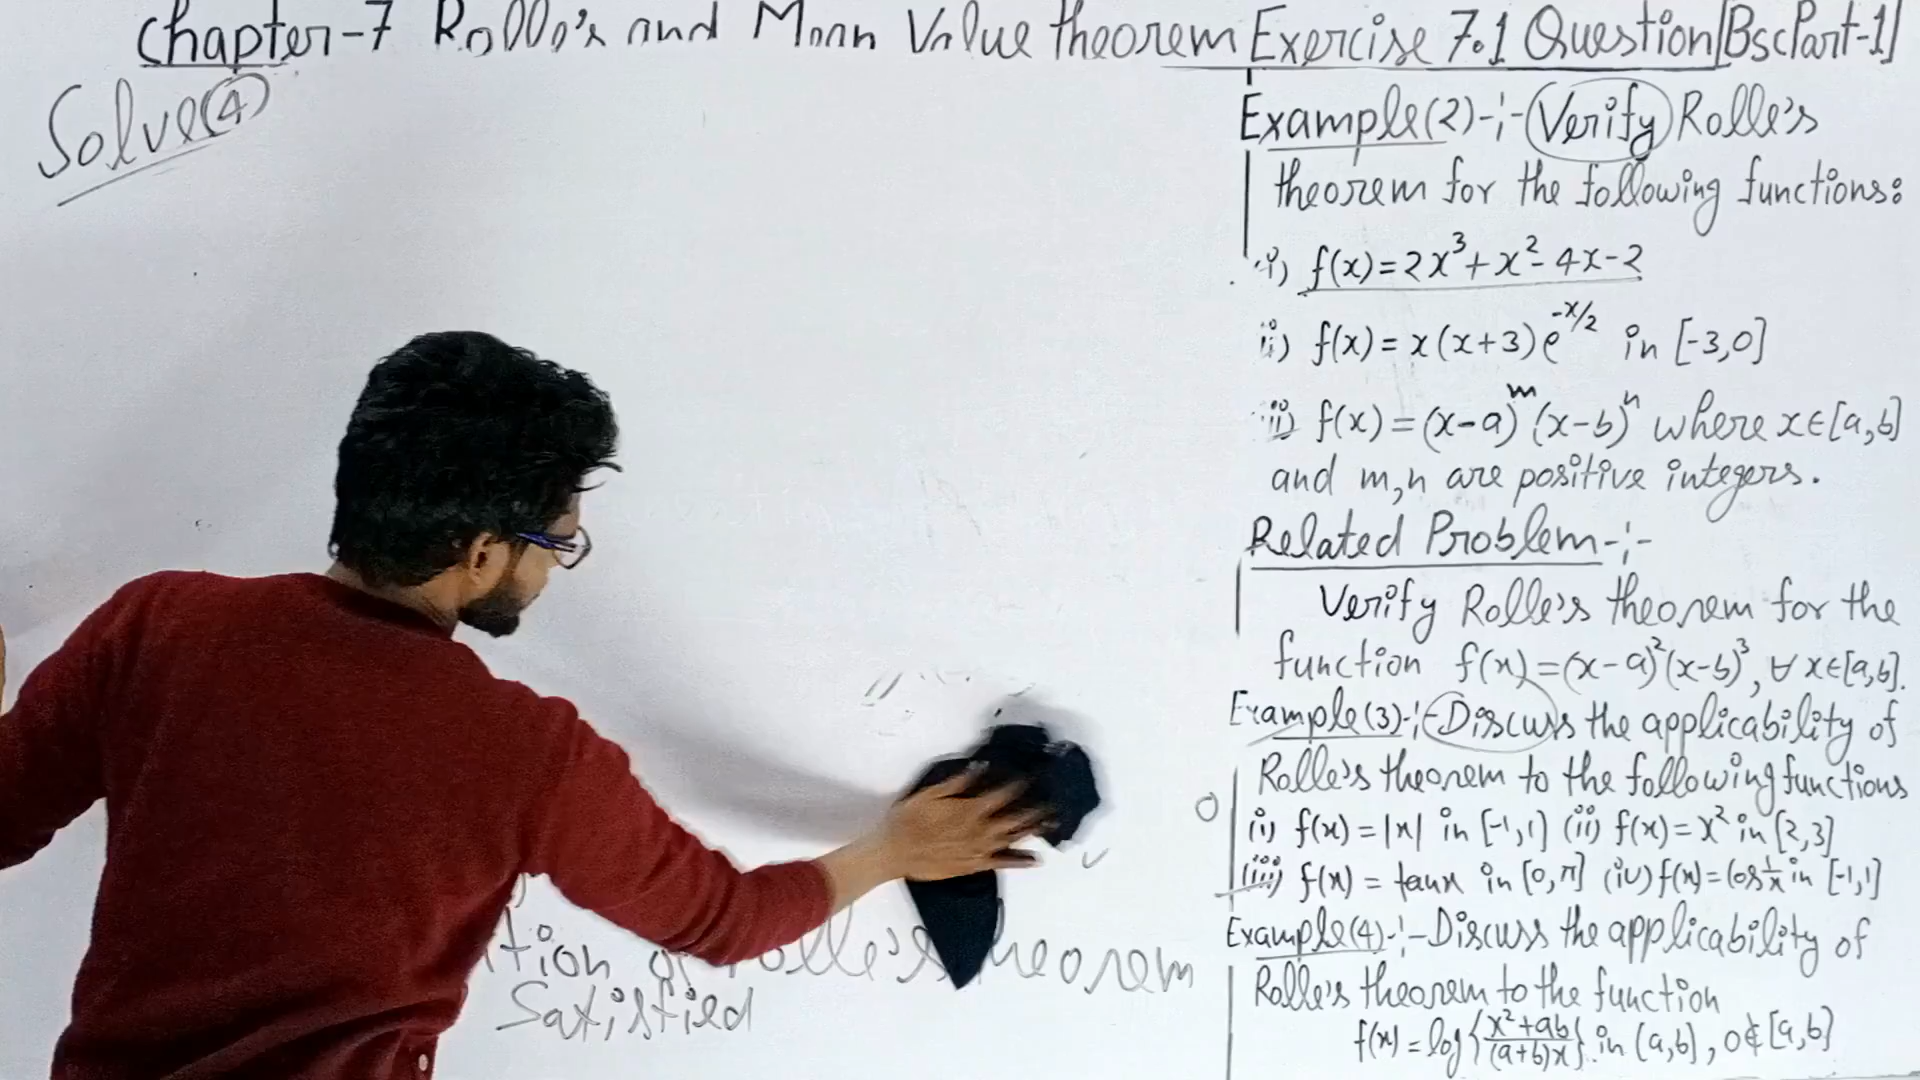 Chapter-7 Rolle's and Mean Value theorem Exercise 7.1 Question [Bsc Part-1]
Solve(4)
Example(2)-:- Verify Rolle's
theorem for the following functions:
i) f(x)=2x³+x²-4x-2
ii) f(x)=x(x+3)e^{-x/2} in [-3,0]
iii) f(x)=(x-a)^m(x-b)^n where x∈[a,b]
and m,n are positive integers.
Related Problem-:-
Verify Rolle's theorem for the
function f(x)=(x-a)²(x-b)³, ∀ x∈[a,b].
Example(3)-:- Discuss the applicability of
Rolle's theorem to the following functions
(i) f(x)=|x| in [-1,1] (ii) f(x)=x² in [2,3]
(iii) f(x)=tanx in [0,π] (iv) f(x)=Cos 1/x in [-1,1]
Example(4)-:- Discuss the applicability of
Rolle's theorem to the function
f(x)=log{(x²+ab)/(a+b)x} in [a,b], 0∉[a,b]
Rolle's theorem
Satisfied